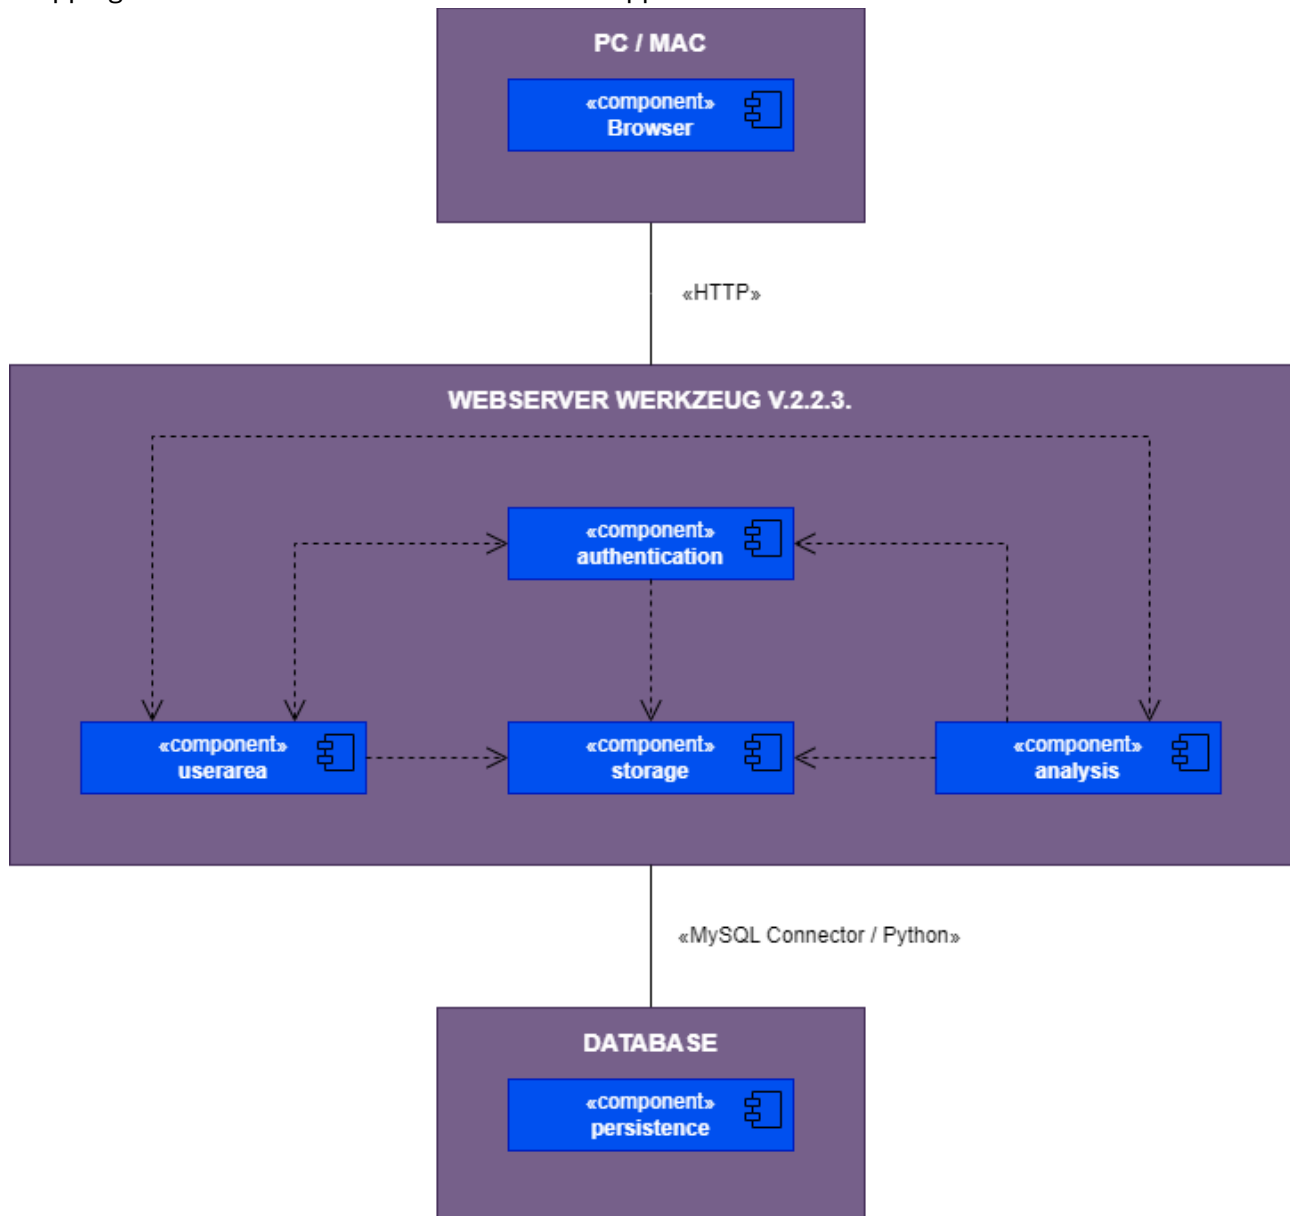 PC / MAC
«component»
Browser
«HTTP»
WEBSERVER WERKZEUG V.2.2.3.
«component»
authentication
«component»
userarea
«component»
storage
«component»
analysis
«MySQL Connector / Python»
DATABASE
«component»
persistence